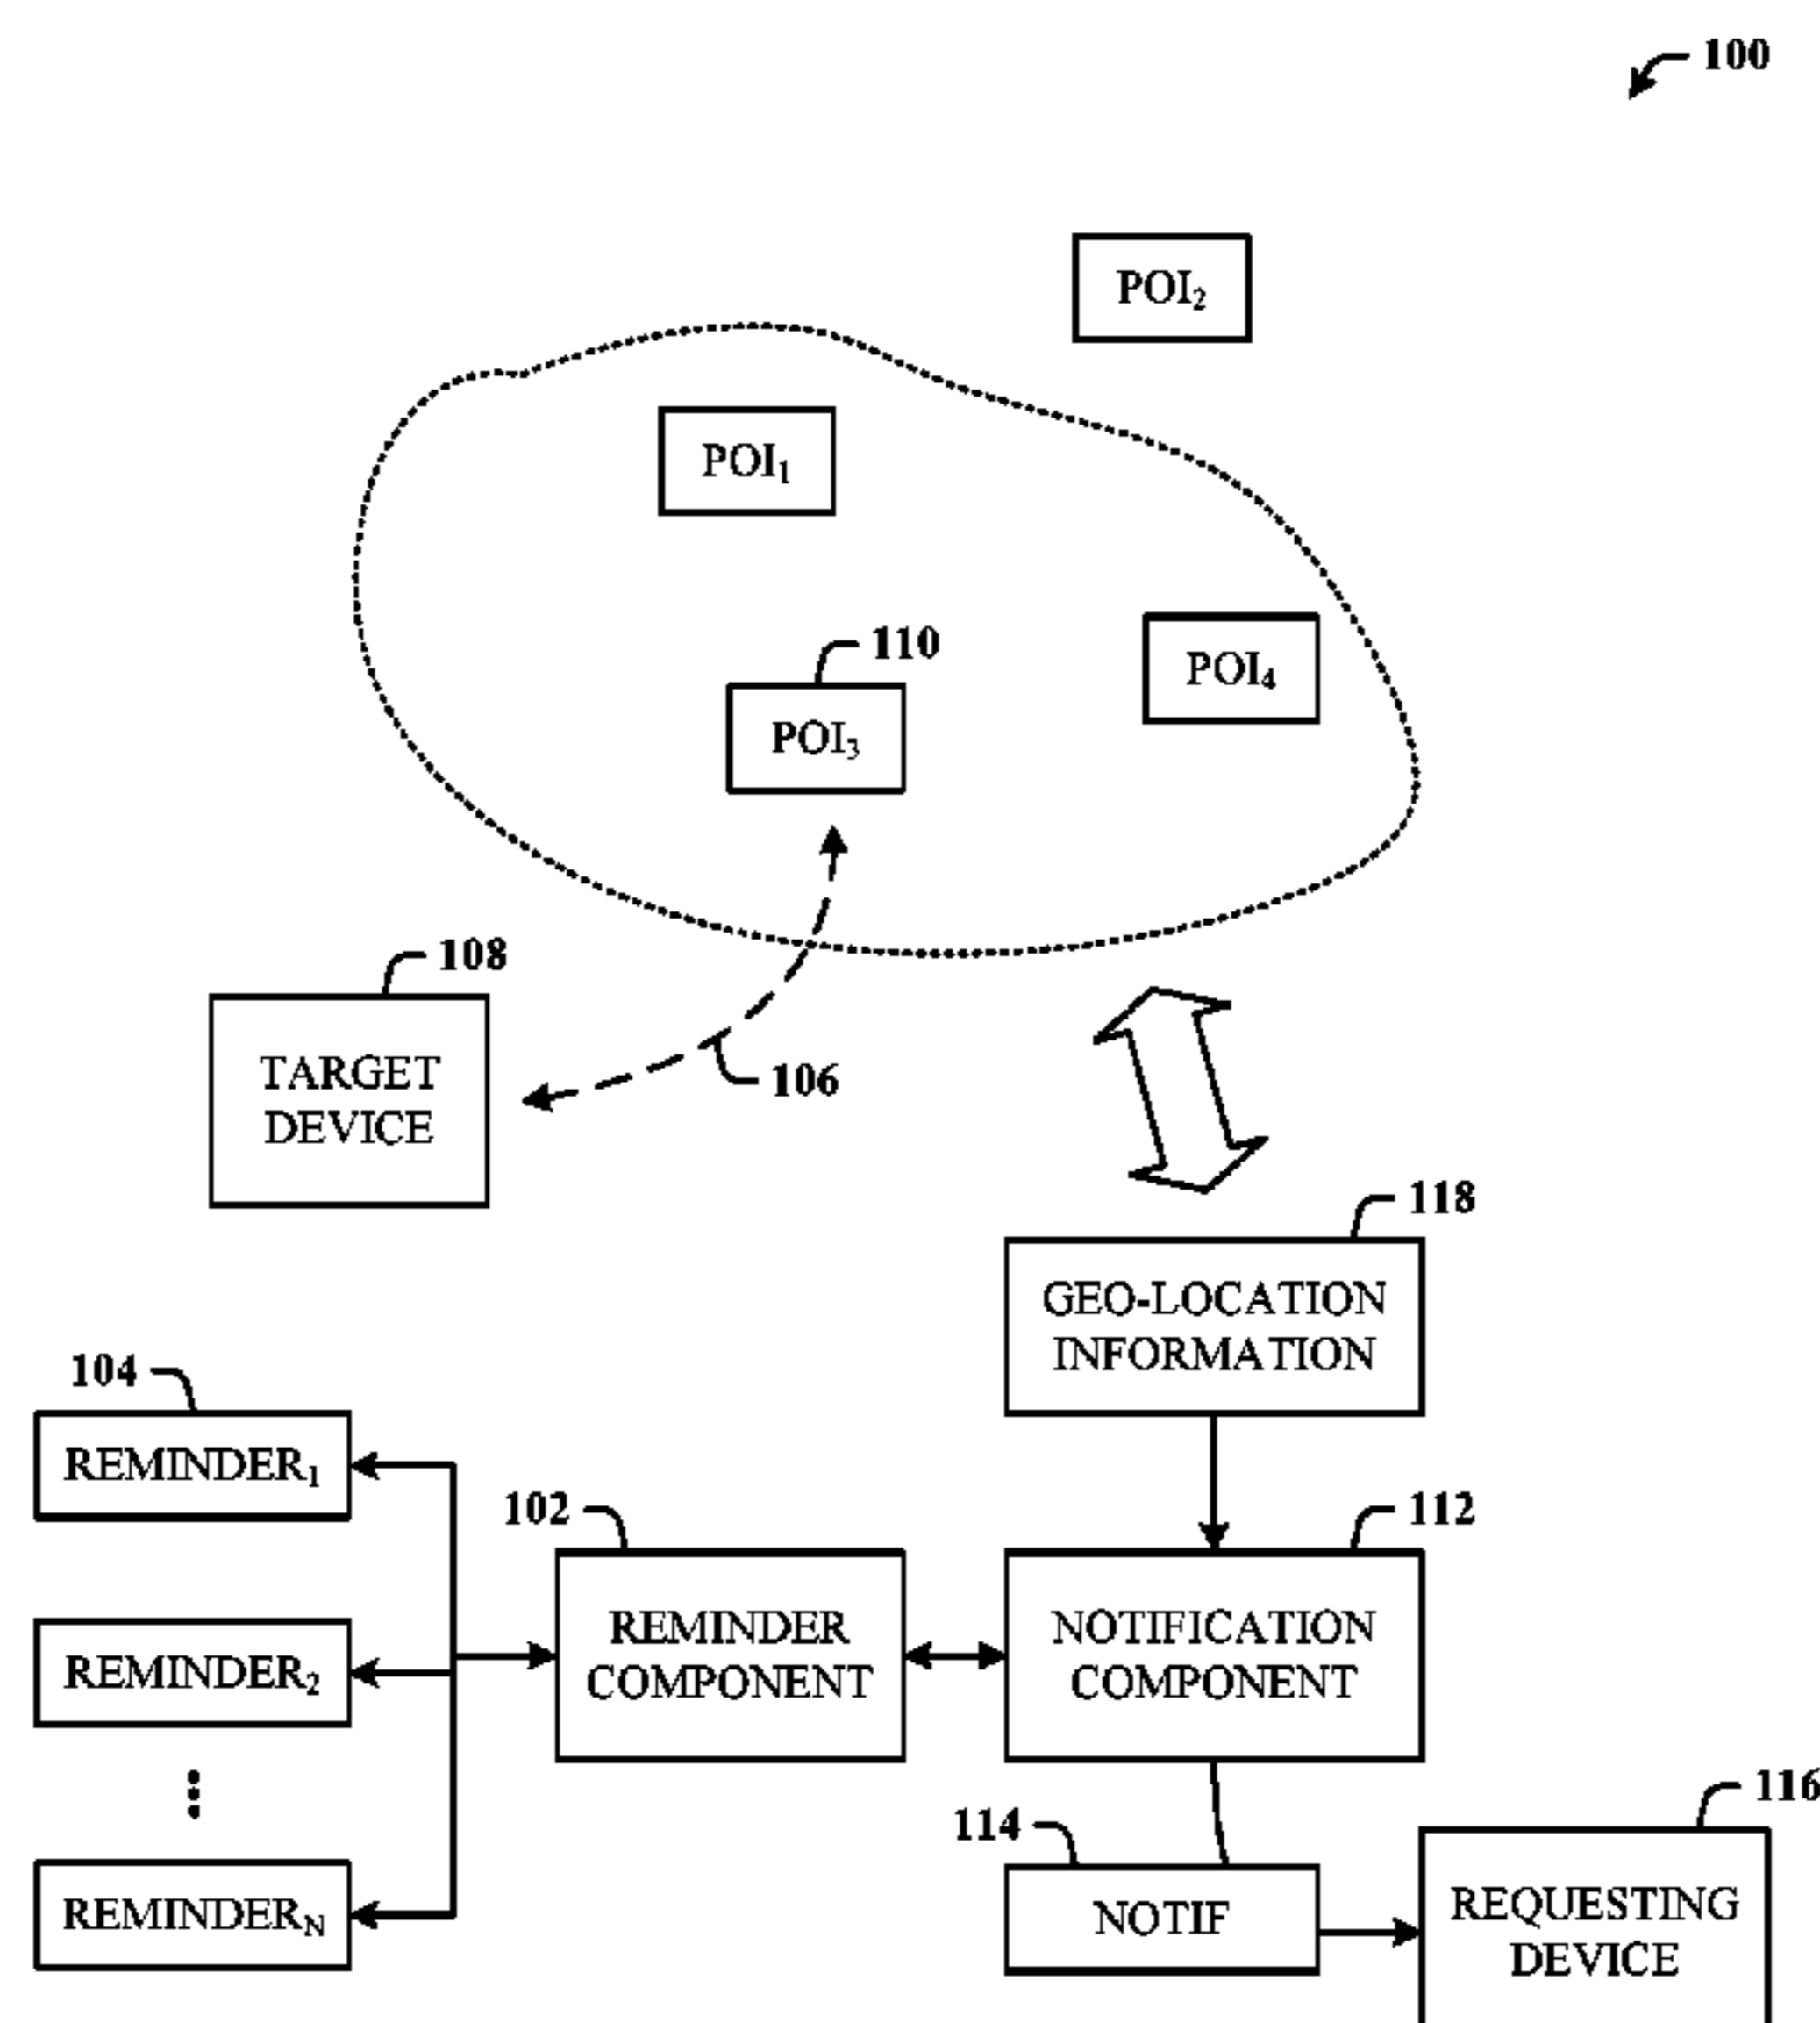 100
POI₂
POI₁
110
POI₄
POI₃
108
TARGET
DEVICE
106
118
GEO-LOCATION
INFORMATION
104
REMINDER₁
102
112
REMINDER
COMPONENT
NOTIFICATION
COMPONENT
REMINDER₂
116
114
REMINDER_N
NOTIF
REQUESTING
DEVICE